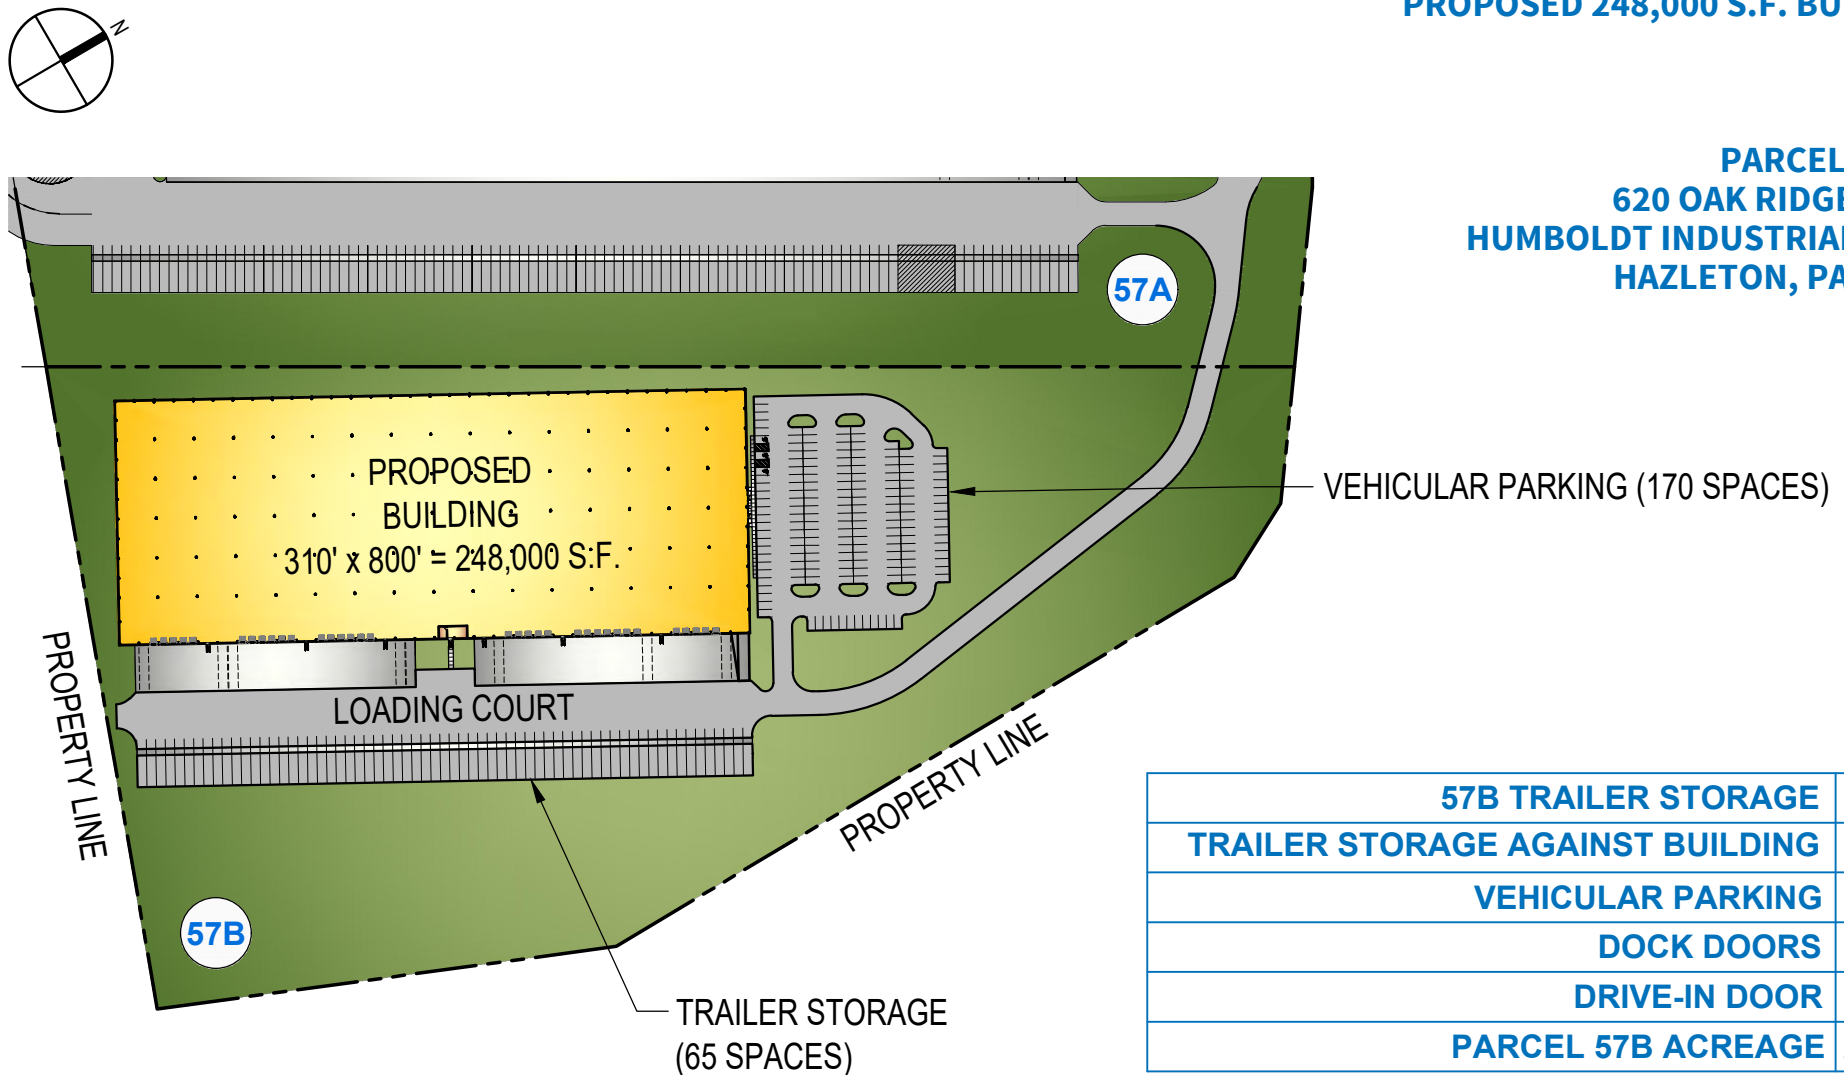 PROPOSED 248,000 S.F. BU
N
PARCEL
620 OAK RIDGE
HUMBOLDT INDUSTRIAL
HAZLETON, PA
57A
PROPOSED
BUILDING
310' x 800' = 248,000 S.F.
VEHICULAR PARKING (170 SPACES)
PROPERTY LINE
LOADING COURT
PROPERTY LINE
57B
TRAILER STORAGE
(65 SPACES)
57B TRAILER STORAGE
TRAILER STORAGE AGAINST BUILDING
VEHICULAR PARKING
DOCK DOORS
DRIVE-IN DOOR
PARCEL 57B ACREAGE